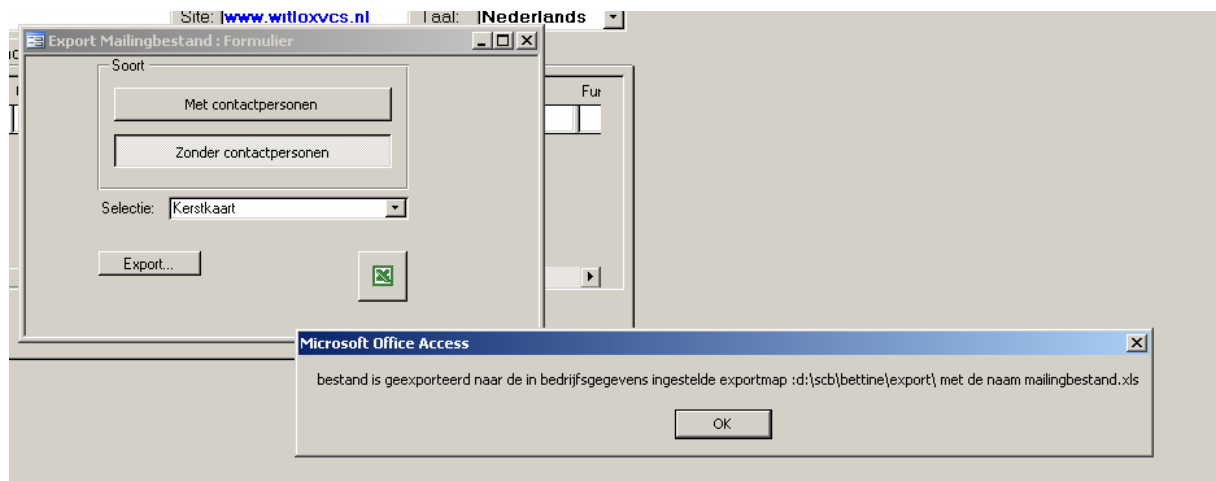 Site: www.witloxvcs.nl Taal: Nederlands
Export Mailingbestand : Formulier
Soort
Met contactpersonen
Fur
Zonder contactpersonen
Selectie: Kerstkaart
Export...
Microsoft Office Access
bestand is geexporteerd naar de in bedrijfsgegevens ingestelde exportmap :d:\scb\bettine\export\ met de naam mailingbestand.xls
OK